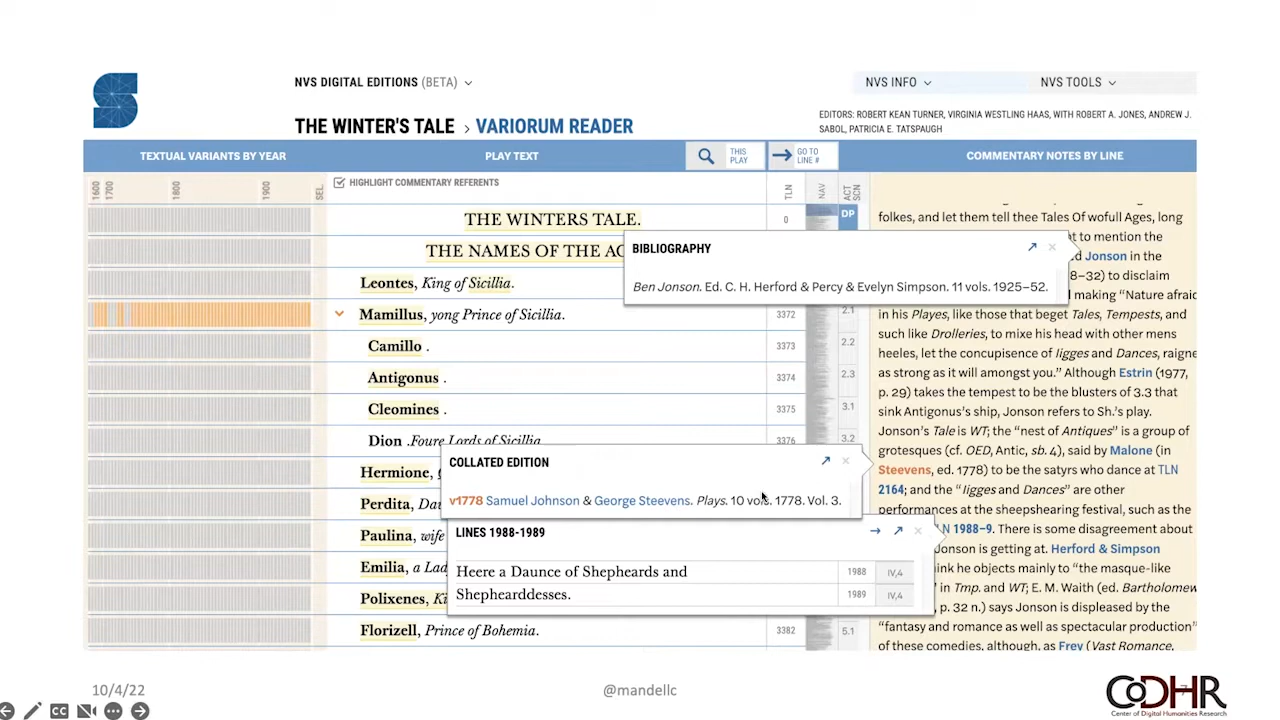 NVS DIGITAL EDITIONS (BETA)
NVS INFO
NVS TOOLS
THE WINTER'S TALE › VARIORUM READER
EDITORS: ROBERT KEAN TURNER, VIRGINIA WESTLING HAAS, WITH ROBERT A. JONES, ANDREW J.
SABOL, PATRICIA E. TATSPAUGH
TEXTUAL VARIANTS BY YEAR
PLAY TEXT
THIS
PLAY
GO TO
LINE #
COMMENTARY NOTES BY LINE
1600
1700
1800
1900
SEL.
HIGHLIGHT COMMENTARY REFERENTS
TLN
NAV
ACT
SCN
THE WINTERS TALE.
0
DP
THE NAMES OF THE AC
Leontes, King of Sicillia.
Mamillus, yong Prince of Sicillia.
3372
2.1
Camillo .
3373
2.2
Antigonus .
3374
2.3
Cleomines .
3375
3.1
Dion .Foure Lords of Sicillia
3376
3.2
Hermione,
Perdita, Dau
Paulina, wife
Emilia, a Lad
Polixenes, Ki
Florizell, Prince of Bohemia.
3382
5.1
BIBLIOGRAPHY
Ben Jonson. Ed. C. H. Herford & Percy & Evelyn Simpson. 11 vols. 1925–52.
COLLATED EDITION
v1778 Samuel Johnson & George Steevens. Plays. 10 vols. 1778. Vol. 3.
LINES 1988-1989
Heere a Daunce of Shepheards and
1988
IV,4
Shephearddesses.
1989
IV,4
folkes, and let them tell thee Tales Of wofull Ages, long
t to mention the
d Jonson in the
8–32) to disclaim
making “Nature afraid
in his Playes, like those that beget Tales, Tempests, and
such like Drolleries, to mix his head with other mens
heeles, let the concupisence of Iigges and Dances, raigne
as strong as it will amongst you.” Although Estrin (1977,
p. 29) takes the tempest to be the blusters of 3.3 that
sink Antigonus’s ship, Jonson refers to Sh.’s play.
Jonson’s Tale is WT; the “nest of Antiques” is a group of
grotesques (cf. OED, Antic, sb. 4), said by Malone (in
Steevens, ed. 1778) to be the satyrs who dance at TLN
2164; and the “Iigges and Dances” are other
performances at the sheepshearing festival, such as the
N 1988–9. There is some disagreement about
Jonson is getting at. Herford & Simpson
ink he objects mainly to “the masque-like
” in Tmp. and WT; E. M. Waith (ed. Bartholomew
, p. 32 n.) says Jonson is displeased by the
“fantasy and romance as well as spectacular production”
of these comedies, although, as Frey (Vast Romance,
10/4/22
@mandellc
CoDHR
Center of Digital Humanities Research
CC